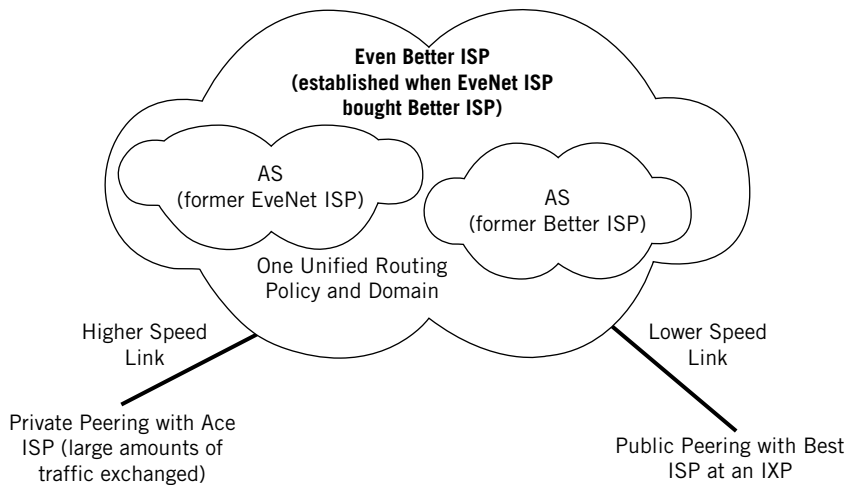 Even Better ISP
(established when EveNet ISP
bought Better ISP)
AS
(former EveNet ISP)
AS
(former Better ISP)
One Unified Routing
Policy and Domain
Higher Speed
Link
Lower Speed
Link
Private Peering with Ace
ISP (large amounts of
traffic exchanged)
Public Peering with Best
ISP at an IXP